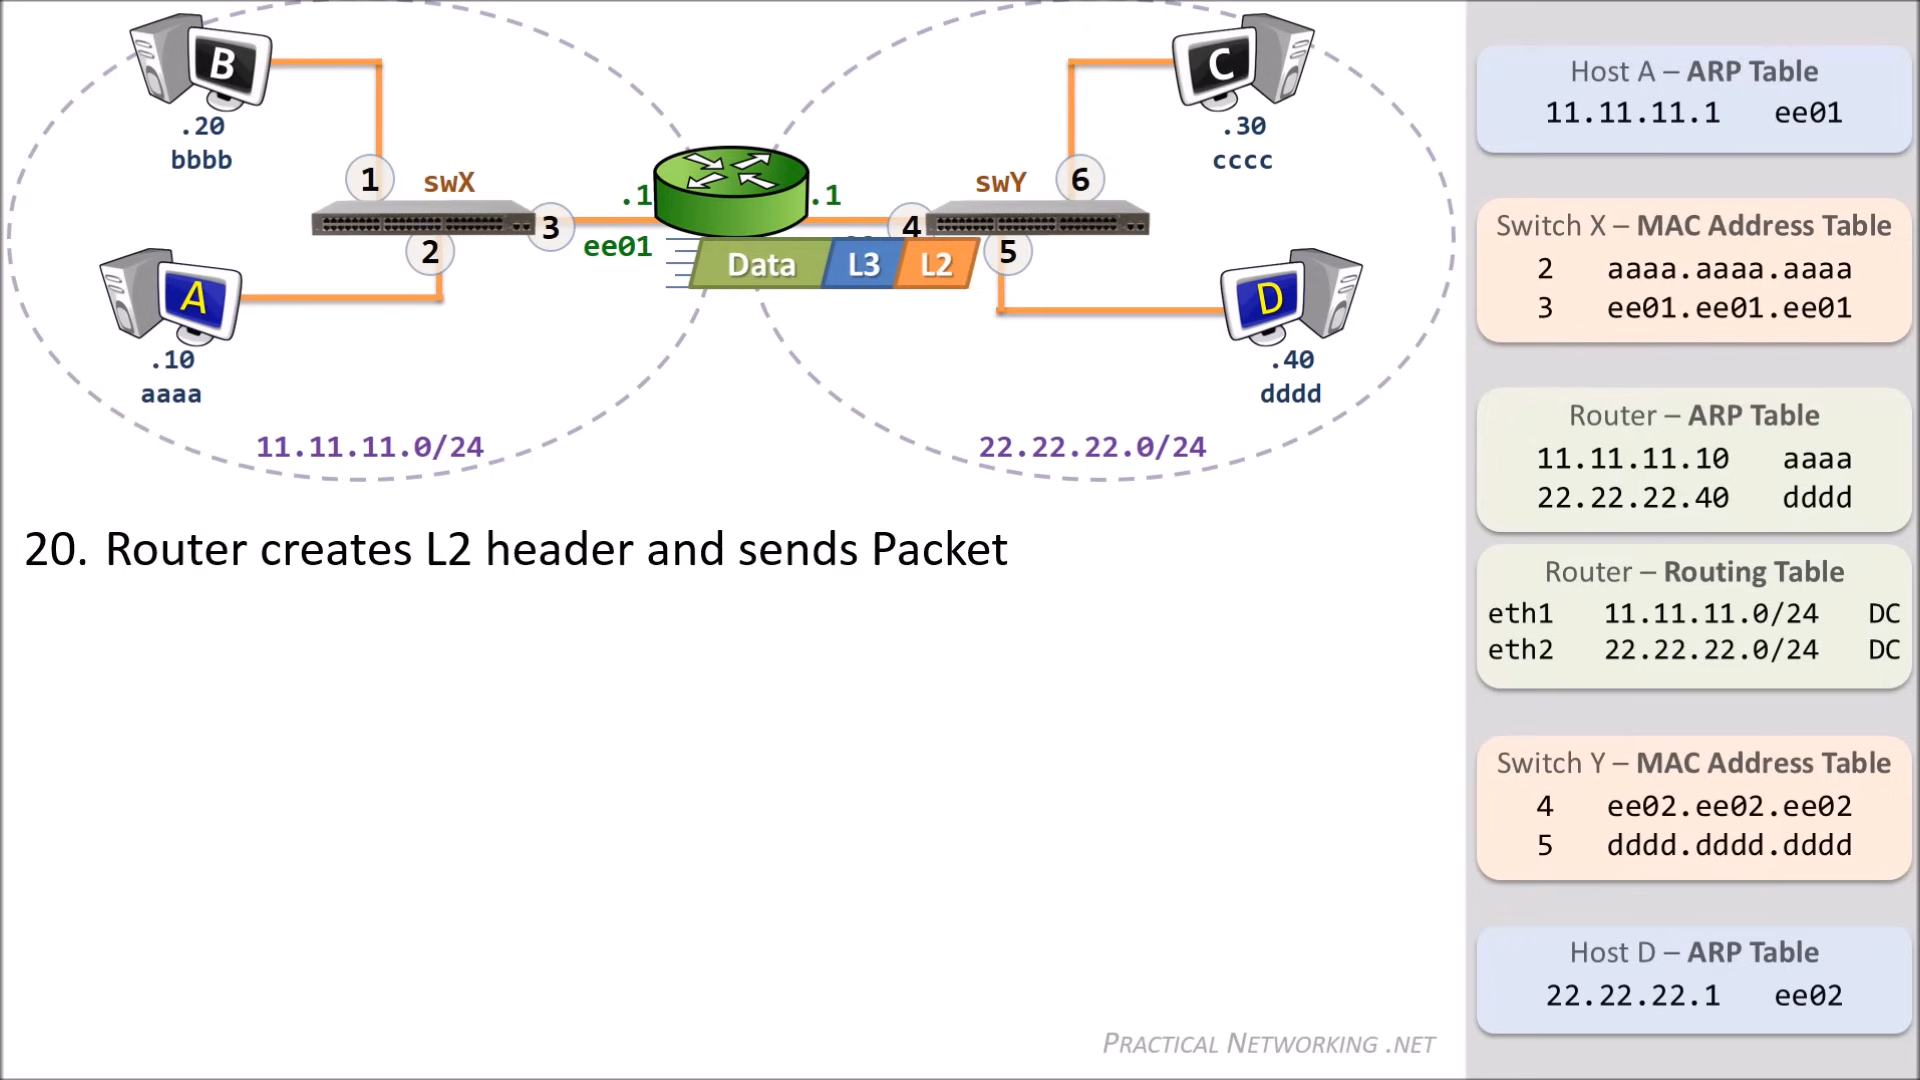 B
.20
bbbb
1
swX
2
3
A
.10
aaaa
11.11.11.0/24
.1
ee01
.1
Data L3 L2
4
swY
5
6
C
.30
cccc
D
.40
dddd
22.22.22.0/24
20. Router creates L2 header and sends Packet
PRACTICAL NETWORKING .NET
Host A – ARP Table
11.11.11.1 ee01
Switch X – MAC Address Table
2 aaaa.aaaa.aaaa
3 ee01.ee01.ee01
Router – ARP Table
11.11.11.10 aaaa
22.22.22.40 dddd
Router – Routing Table
eth1 11.11.11.0/24 DC
eth2 22.22.22.0/24 DC
Switch Y – MAC Address Table
4 ee02.ee02.ee02
5 dddd.dddd.dddd
Host D – ARP Table
22.22.22.1 ee02